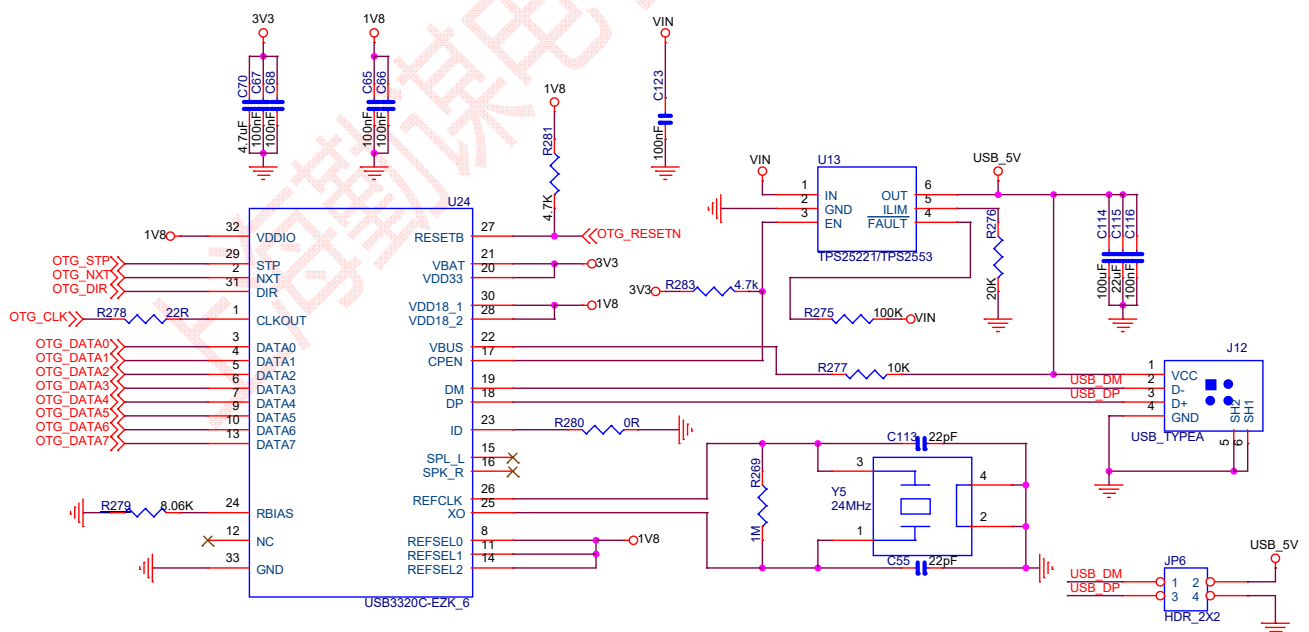 3V3
1V8
VIN
C70
C67
C68
4.7uF
100nF
100nF
C65
C66
100nF
100nF
C123
100nF
1V8
R281
4.7K
U24
1V8
32
VDDIO
OTG_STP
29
STP
OTG_NXT
2
NXT
OTG_DIR
31
DIR
OTG_CLK
R278
22R
1
CLKOUT
OTG_DATA0
3
DATA0
OTG_DATA1
4
DATA1
OTG_DATA2
5
DATA2
OTG_DATA3
6
DATA3
OTG_DATA4
7
DATA4
OTG_DATA5
9
DATA5
OTG_DATA6
10
DATA6
OTG_DATA7
13
DATA7
R279
8.06K
24
RBIAS
12
NC
33
GND
RESETB
27
OTG_RESETN
VBAT
21
3V3
VDD33
20
VDD18_1
30
1V8
VDD18_2
28
VBUS
22
CPEN
17
DM
19
DP
18
ID
23
R280
0R
SPL_L
15
SPK_R
16
REFCLK
26
XO
25
REFSEL0
8
1V8
REFSEL1
11
REFSEL2
14
USB3320C-EZK_6
VIN
U13
USB_5V
1
IN
OUT
6
2
GND
ILIM
5
3
EN
FAULT
4
TPS25221/TPS2553
R276
20K
C114
C115
C116
100uF
22uF
100nF
3V3
R283
4.7k
R275
100K
VIN
R277
10K
J12
USB_DM
USB_DP
1
VCC
2
D-
3
D+
4
GND
SH2
SH1
5
6
USB_TYPEA
C113
22pF
R269
1M
Y5
24MHz
3
4
1
2
C55
22pF
USB_5V
JP6
USB_DM
1
2
USB_DP
3
4
HDR_2X2
上海勤谋电